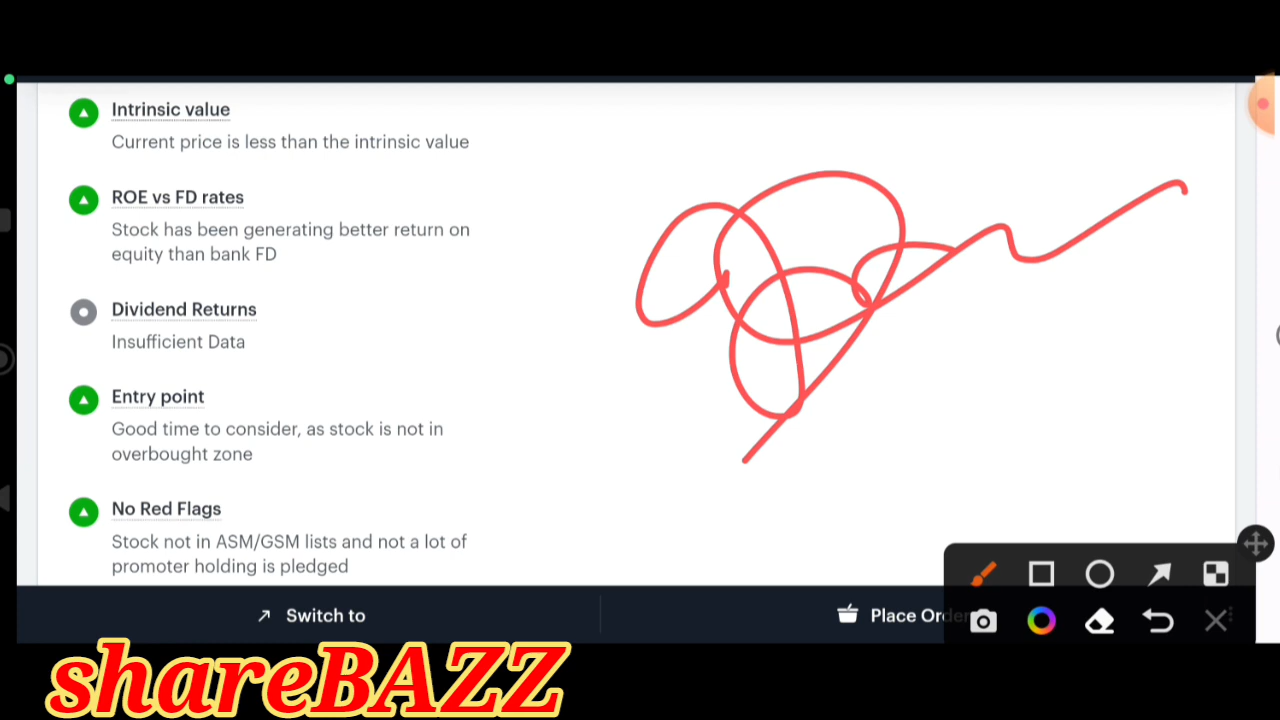 Intrinsic value
Current price is less than the intrinsic value
ROE vs FD rates
Stock has been generating better return on
equity than bank FD
Dividend Returns
Insufficient Data
Entry point
Good time to consider, as stock is not in
overbought zone
No Red Flags
Stock not in ASM/GSM lists and not a lot of
promoter holding is pledged
Switch to
Place Order
shareBAZZ